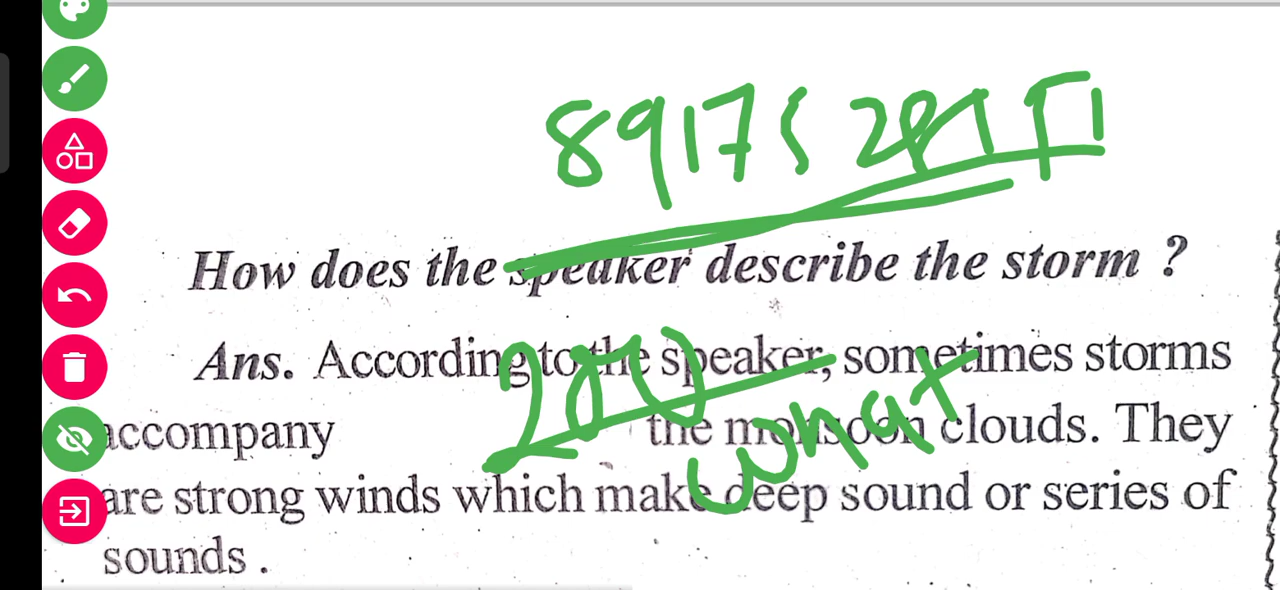 How does the speaker describe the storm ?
Ans. According to the speaker, sometimes storms
accompany the monsoon clouds. They
are strong winds which make deep sound or series of
sounds .
what